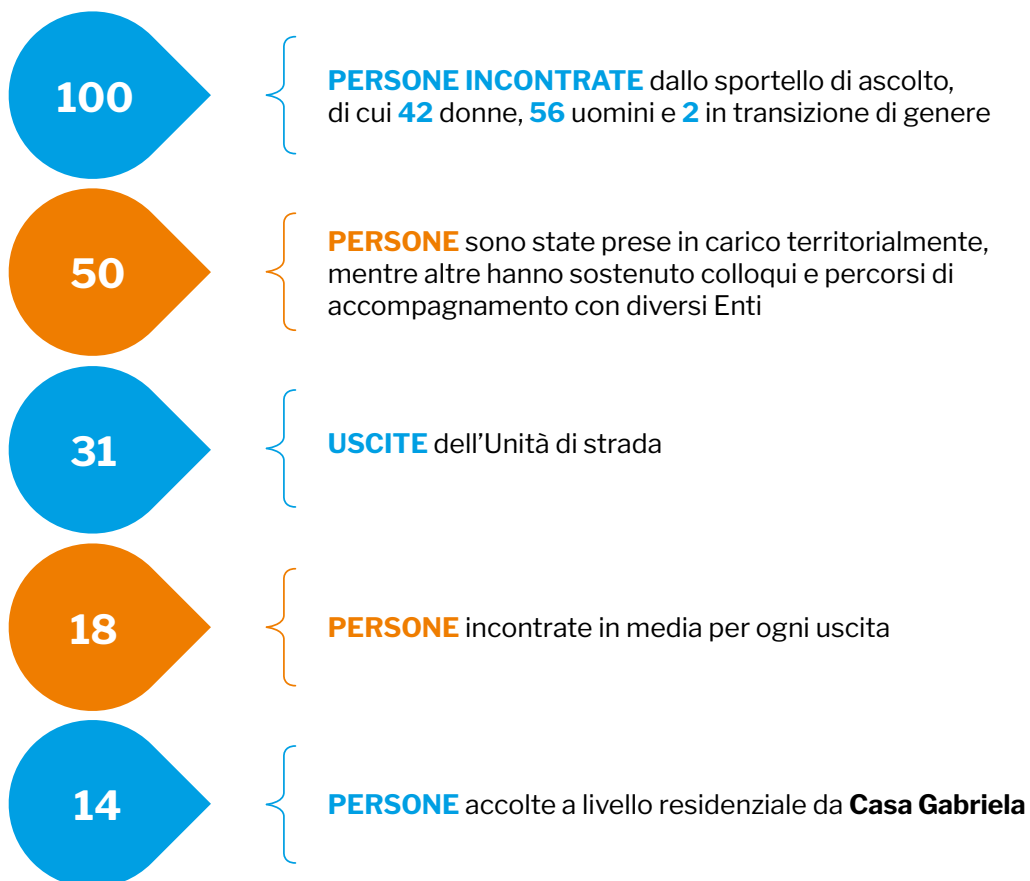 100
PERSONE INCONTRATE dallo sportello di ascolto,
di cui 42 donne, 56 uomini e 2 in transizione di genere
50
PERSONE sono state prese in carico territorialmente,
mentre altre hanno sostenuto colloqui e percorsi di
accompagnamento con diversi Enti
31
USCITE dell’Unità di strada
18
PERSONE incontrate in media per ogni uscita
14
PERSONE accolte a livello residenziale da Casa Gabriela